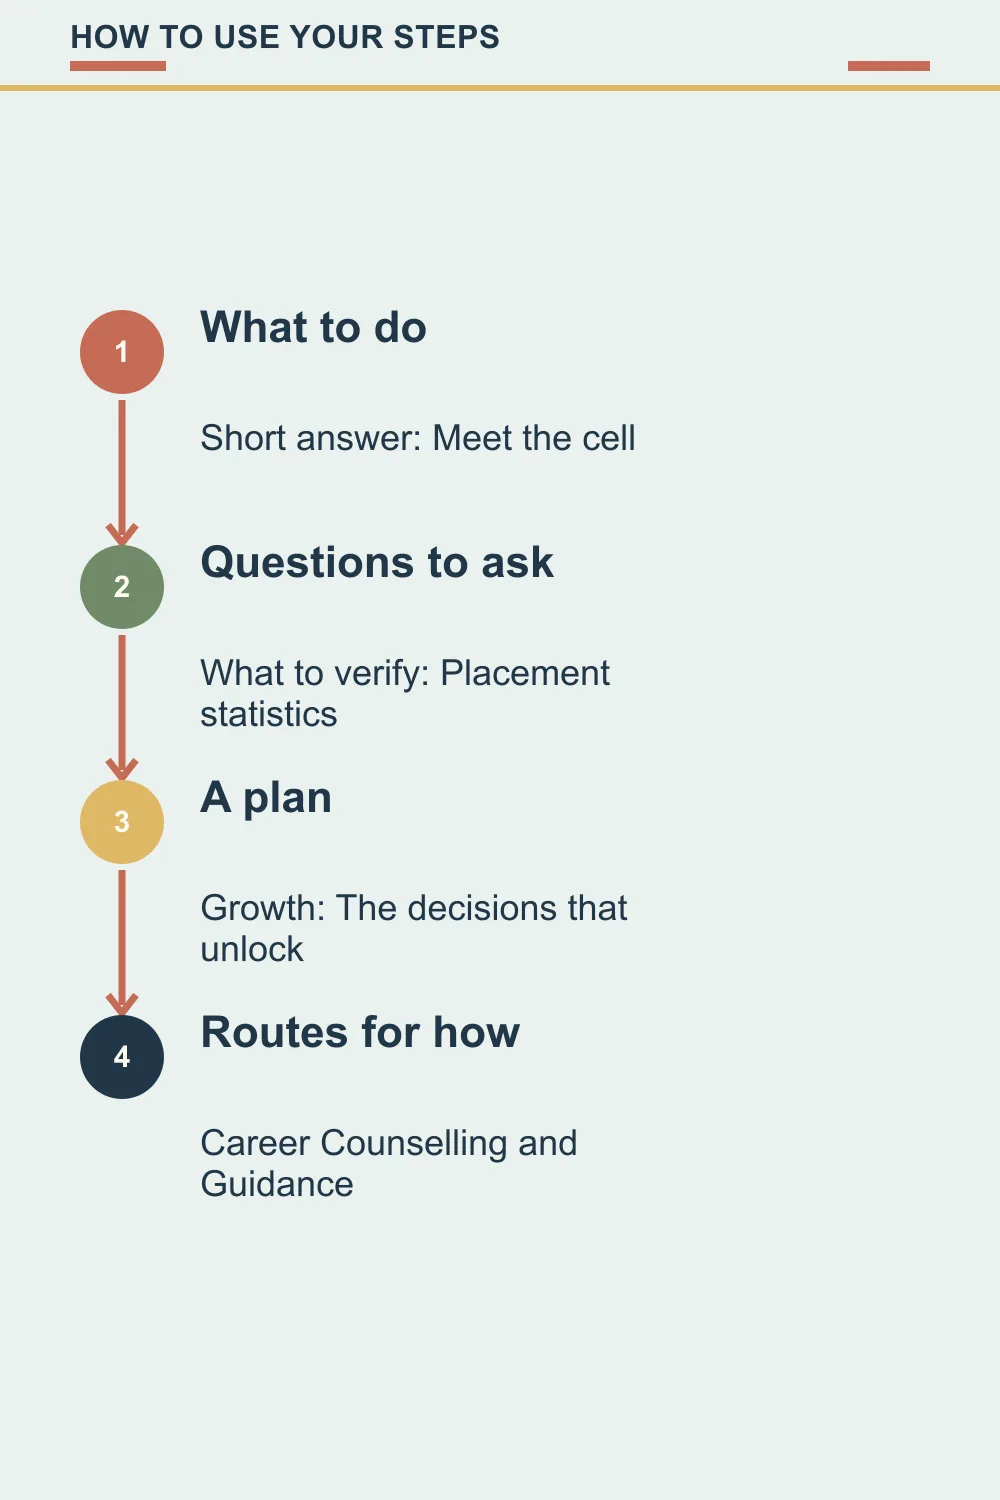 HOW TO USE YOUR STEPS
1
What to do
Short answer: Meet the cell
2
Questions to ask
What to verify: Placement
statistics
3
A plan
Growth: The decisions that
unlock
4
Routes for how
Career Counselling and
Guidance